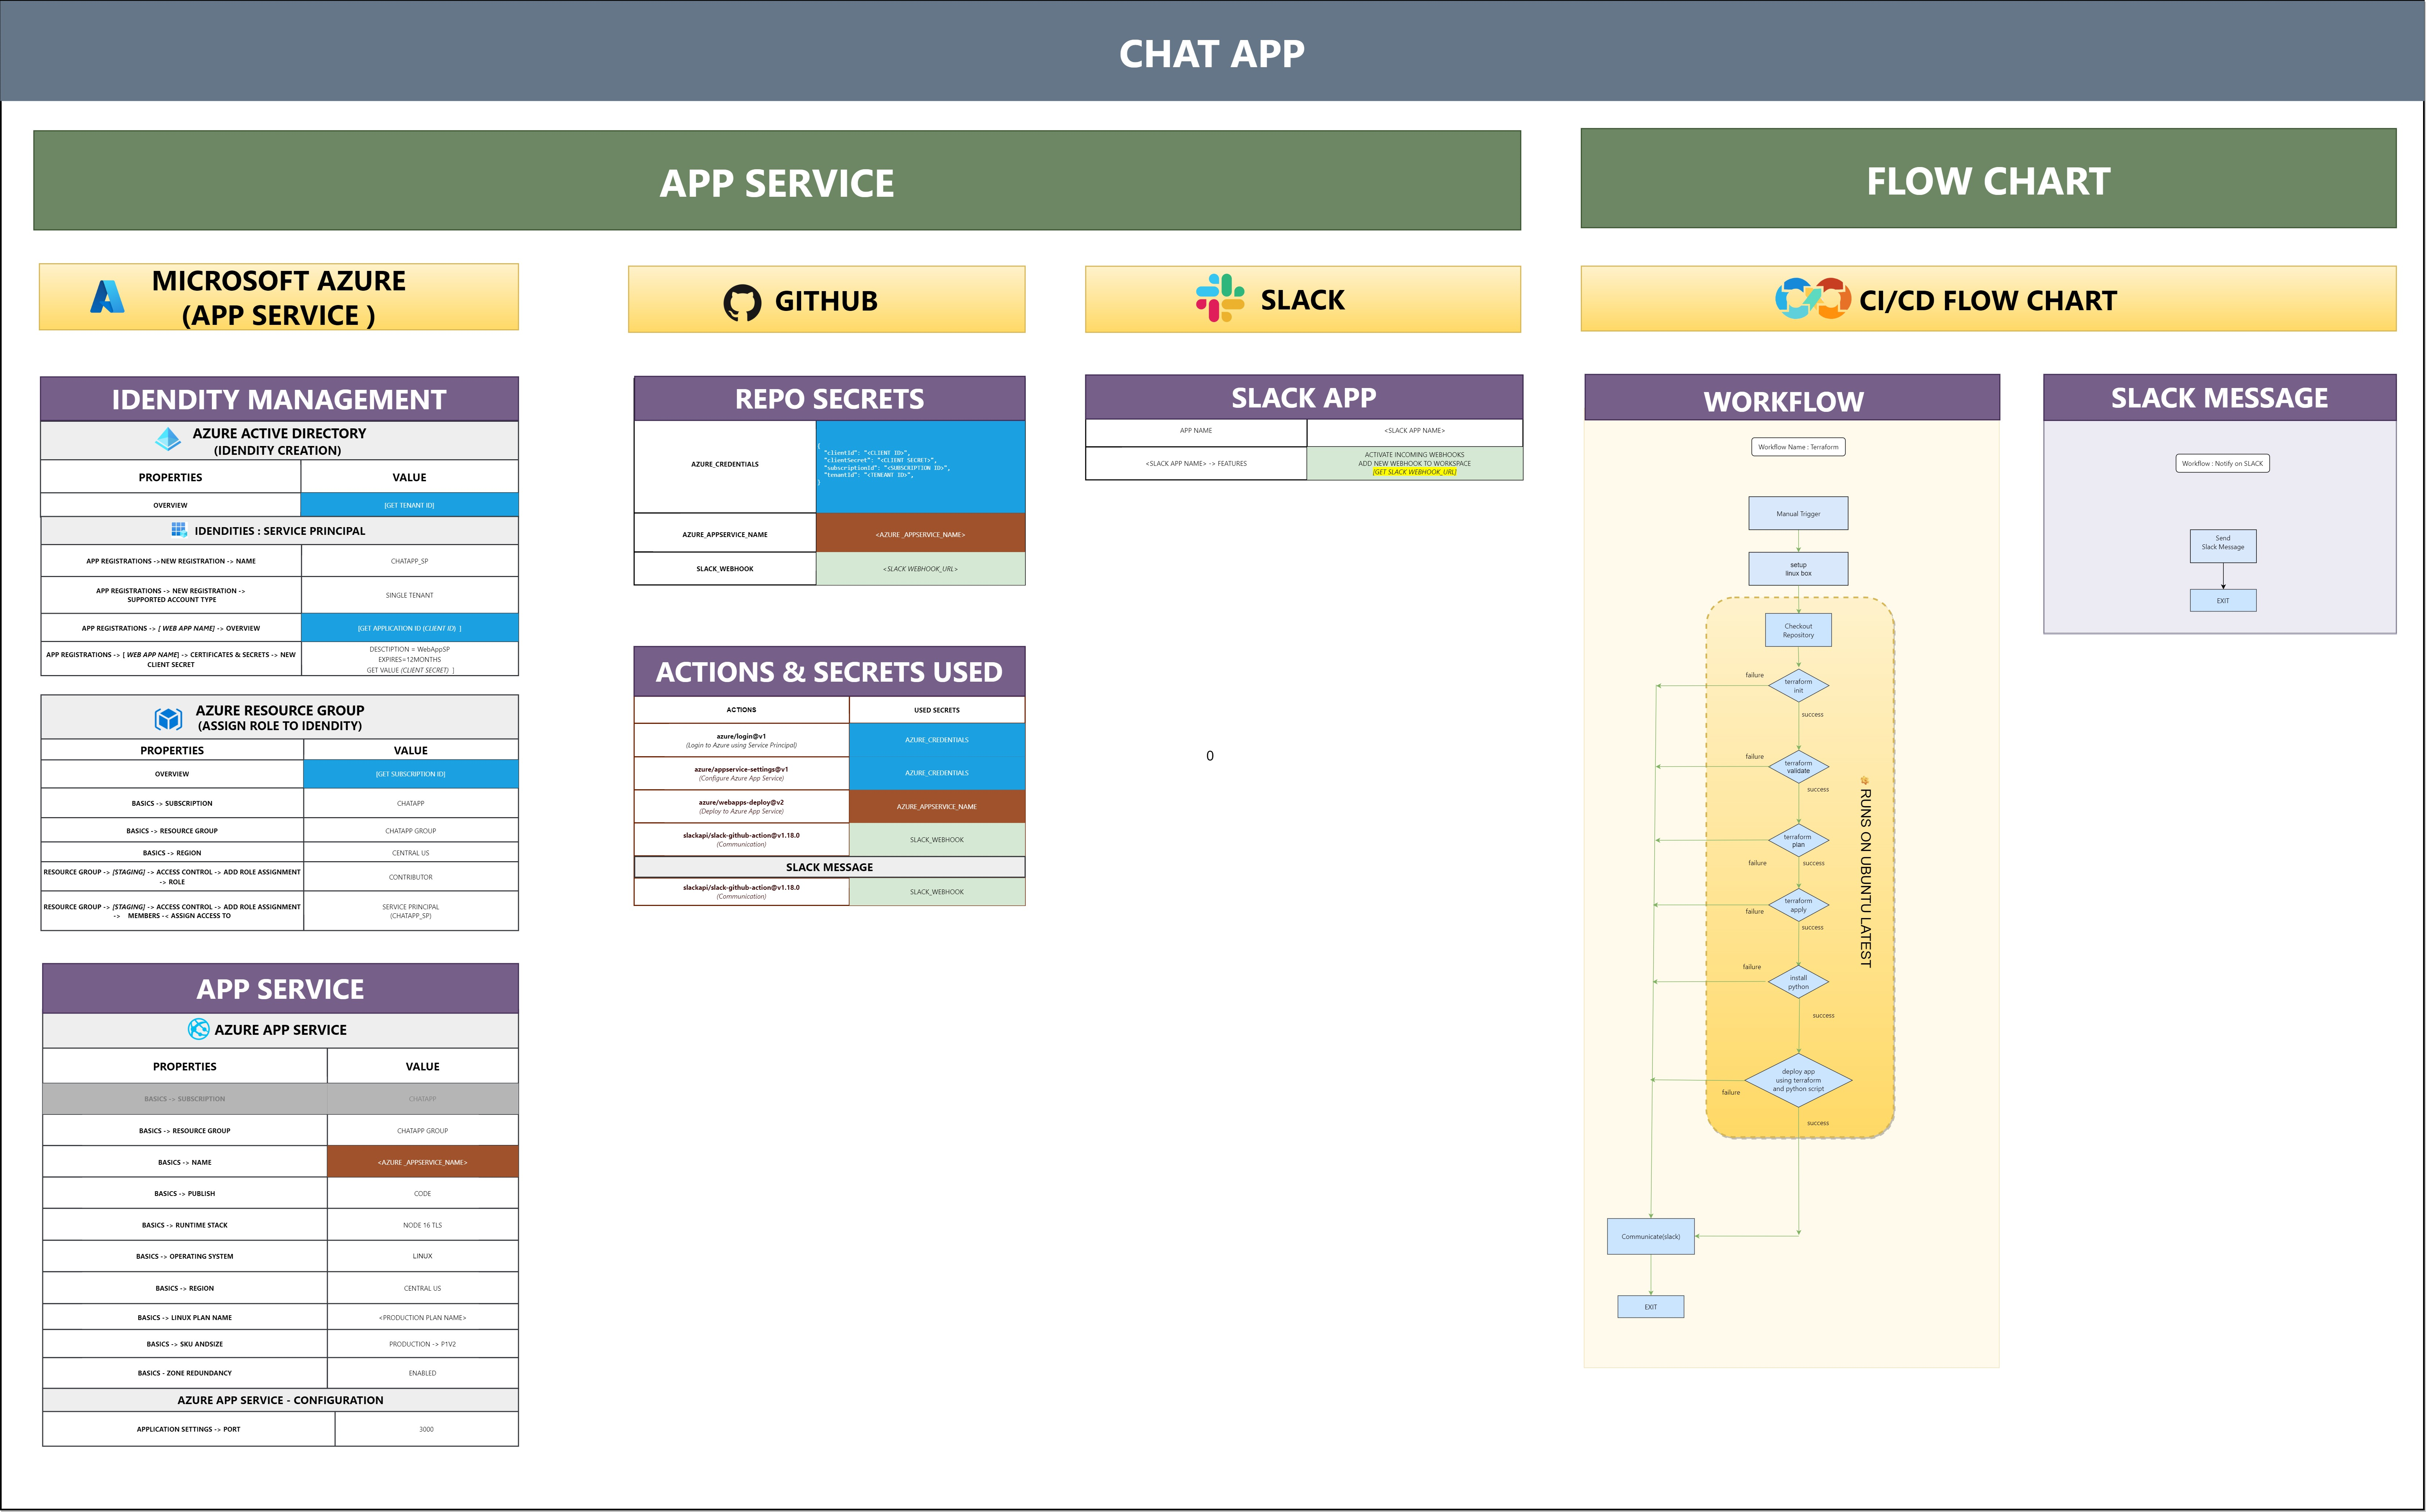 CHAT APP
APP SERVICE
FLOW CHART
MICROSOFT AZURE
(APP SERVICE )
GITHUB
SLACK
CI/CD FLOW CHART
IDENDITY MANAGEMENT
AZURE ACTIVE DIRECTORY
(IDENDITY CREATION)
PROPERTIES VALUE
OVERVIEW [GET TENANT ID]
IDENDITIES : SERVICE PRINCIPAL
APP REGISTRATIONS ->NEW REGISTRATION -> NAME CHATAPP_SP
APP REGISTRATIONS -> NEW REGISTRATION ->
SUPPORTED ACCOUNT TYPE
SINGLE TENANT
APP REGISTRATIONS -> [ WEB APP NAME] -> OVERVIEW [GET APPLICATION ID (CLIENT ID) ]
APP REGISTRATIONS -> [ WEB APP NAME] -> CERTIFICATES & SECRETS -> NEW
CLIENT SECRET
DESCTIPTION = WebAppSP
EXPIRES=12MONTHS
GET VALUE (CLIENT SECRET) |
AZURE RESOURCE GROUP
(ASSIGN ROLE TO IDENDITY)
PROPERTIES VALUE
OVERVIEW [GET SUBSCRIPTION ID]
BASICS -> SUBSCRIPTION CHATAPP
BASICS -> RESOURCE GROUP CHATAPP GROUP
BASICS -> REGION CENTRAL US
RESOURCE GROUP -> [STAGING] -> ACCESS CONTROL -> ADD ROLE ASSIGNMENT
-> ROLE
CONTRIBUTOR
RESOURCE GROUP -> [STAGING] -> ACCESS CONTROL -> ADD ROLE ASSIGNMENT
-> MEMBERS -< ASSIGN ACCESS TO
SERVICE PRINCIPAL
(CHATAPP_SP)
APP SERVICE
AZURE APP SERVICE
PROPERTIES VALUE
BASICS -> SUBSCRIPTION CHATAPP
BASICS -> RESOURCE GROUP CHATAPP GROUP
BASICS -> NAME <AZURE _APPSERVICE_NAME>
BASICS -> PUBLISH CODE
BASICS -> RUNTIME STACK NODE 16 TLS
BASICS -> OPERATING SYSTEM LINUX
BASICS -> REGION CENTRAL US
BASICS -> LINUX PLAN NAME <PRODUCTION PLAN NAME>
BASICS -> SKU ANDSIZE PRODUCTION -> P1V2
BASICS - ZONE REDUNDANCY ENABLED
AZURE APP SERVICE - CONFIGURATION
APPLICATION SETTINGS -> PORT 3000
REPO SECRETS
AZURE_CREDENTIALS
{
"clientId": "<CLIENT ID>",
"clientSecret": "<CLIENT SECRET>",
"subscriptionId": "<SUBSCRIPTION ID>",
"tenantId": "<TENEANT ID>",
}
AZURE_APPSERVICE_NAME <AZURE _APPSERVICE_NAME>
SLACK_WEBHOOK <SLACK WEBHOOK_URL>
ACTIONS & SECRETS USED
ACTIONS USED SECRETS
azure/login@v1
(Login to Azure using Service Principal)
AZURE_CREDENTIALS
azure/appservice-settings@v1
(Configure Azure App Service)
AZURE_CREDENTIALS
azure/webapps-deploy@v2
(Deploy to Azure App Service)
AZURE_APPSERVICE_NAME
slackapi/slack-github-action@v1.18.0
(Communication)
SLACK_WEBHOOK
SLACK MESSAGE
slackapi/slack-github-action@v1.18.0
(Communication)
SLACK_WEBHOOK
SLACK APP
APP NAME <SLACK APP NAME>
<SLACK APP NAME> -> FEATURES
ACTIVATE INCOMING WEBHOOKS
ADD NEW WEBHOOK TO WORKSPACE
[GET SLACK WEBHOOK_URL]
0
WORKFLOW
Workflow Name : Terraform
Manual Trigger
setup
linux box
Checkout
Repository
failure
terraform
init
success
failure
terraform
validate
success
terraform
plan
failure
success
terraform
apply
failure
success
failure
install
python
success
deploy app
using terraform
and python script
failure
success
RUNS ON UBUNTU LATEST
Communicate(slack)
EXIT
SLACK MESSAGE
Workflow : Notify on SLACK
Send
Slack Message
EXIT